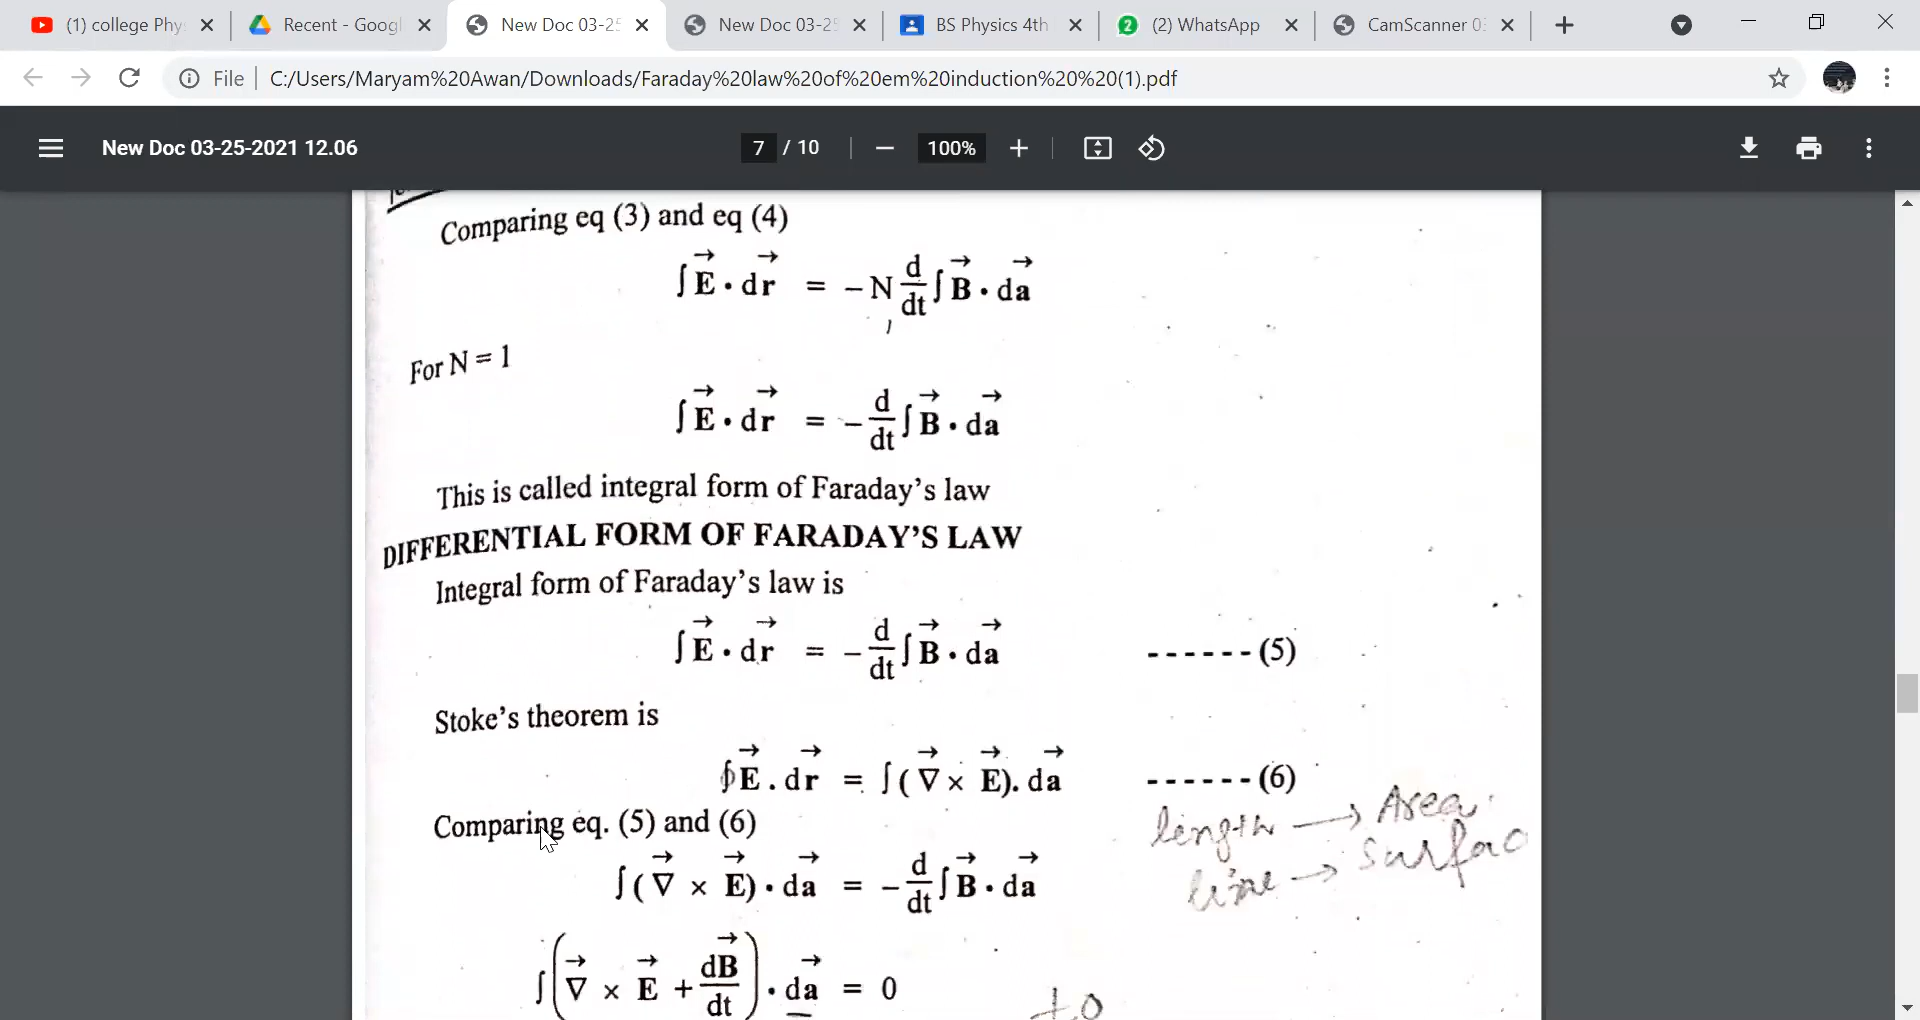 (1) college Phy
Recent - Googl
New Doc 03-25
New Doc 03-25
BS Physics 4th
(2) WhatsApp
CamScanner 03
File C:/Users/Maryam%20Awan/Downloads/Faraday%20law%20of%20em%20induction%20%20(1).pdf
New Doc 03-25-2021 12.06
7 / 10
100%
Comparing eq (3) and eq (4)
∫E⃗ · dr⃗ = – N d/dt ∫B⃗ · da⃗
For N = 1
∫E⃗ · dr⃗ = – d/dt ∫B⃗ · da⃗
This is called integral form of Faraday's law
DIFFERENTIAL FORM OF FARADAY'S LAW
Integral form of Faraday's law is
∫E⃗ · dr⃗ = – d/dt ∫B⃗ · da⃗ ------(5)
Stoke's theorem is
∮E⃗ . dr⃗ = ∫(∇⃗ × E⃗). da⃗ ------(6)
length → Area
Comparing eq. (5) and (6)
line → Surfac
∫(∇⃗ × E⃗) · da⃗ = – d/dt ∫B⃗ · da⃗
∫(∇⃗ × E⃗ + dB⃗/dt) · da⃗ = 0